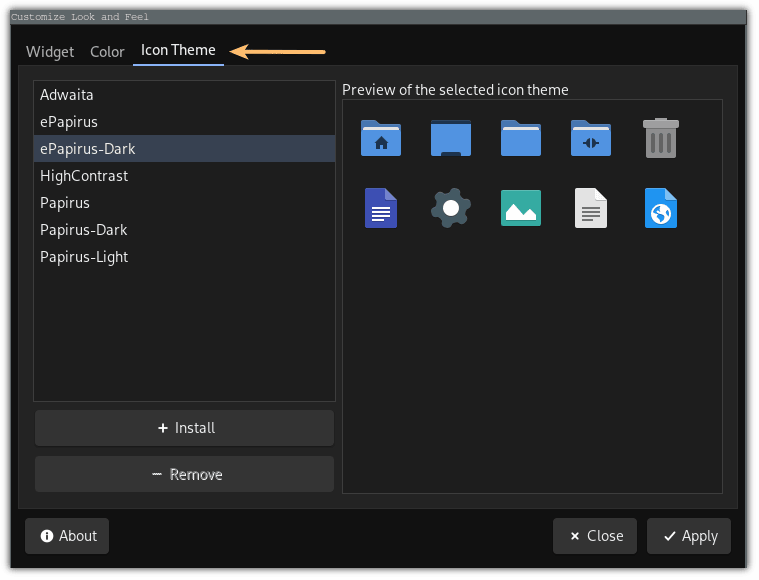 Customize Look and Feel
Widget Color Icon Theme
Preview of the selected icon theme
Adwaita
ePapirus
ePapirus-Dark
HighContrast
Papirus
Papirus-Dark
Papirus-Light
Install
Remove
About
Close
Apply